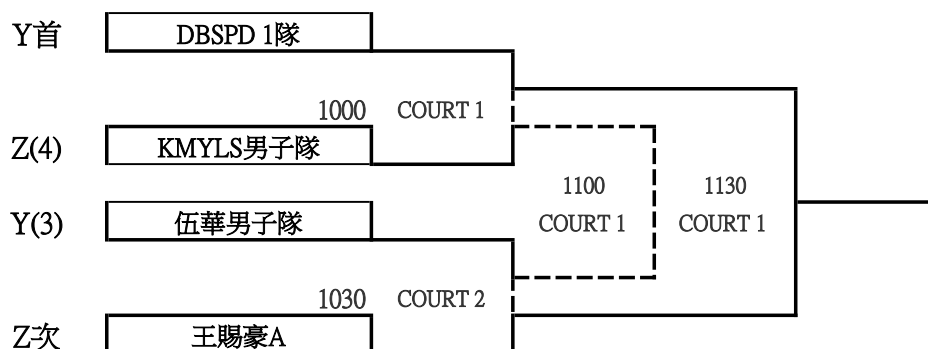 Y首 DBSPD 1隊
1000 COURT 1
Z(4) KMYLS男子隊
1100 1130
Y(3) 伍華男子隊 COURT 1 COURT 1
1030 COURT 2
Z次 王賜豪A